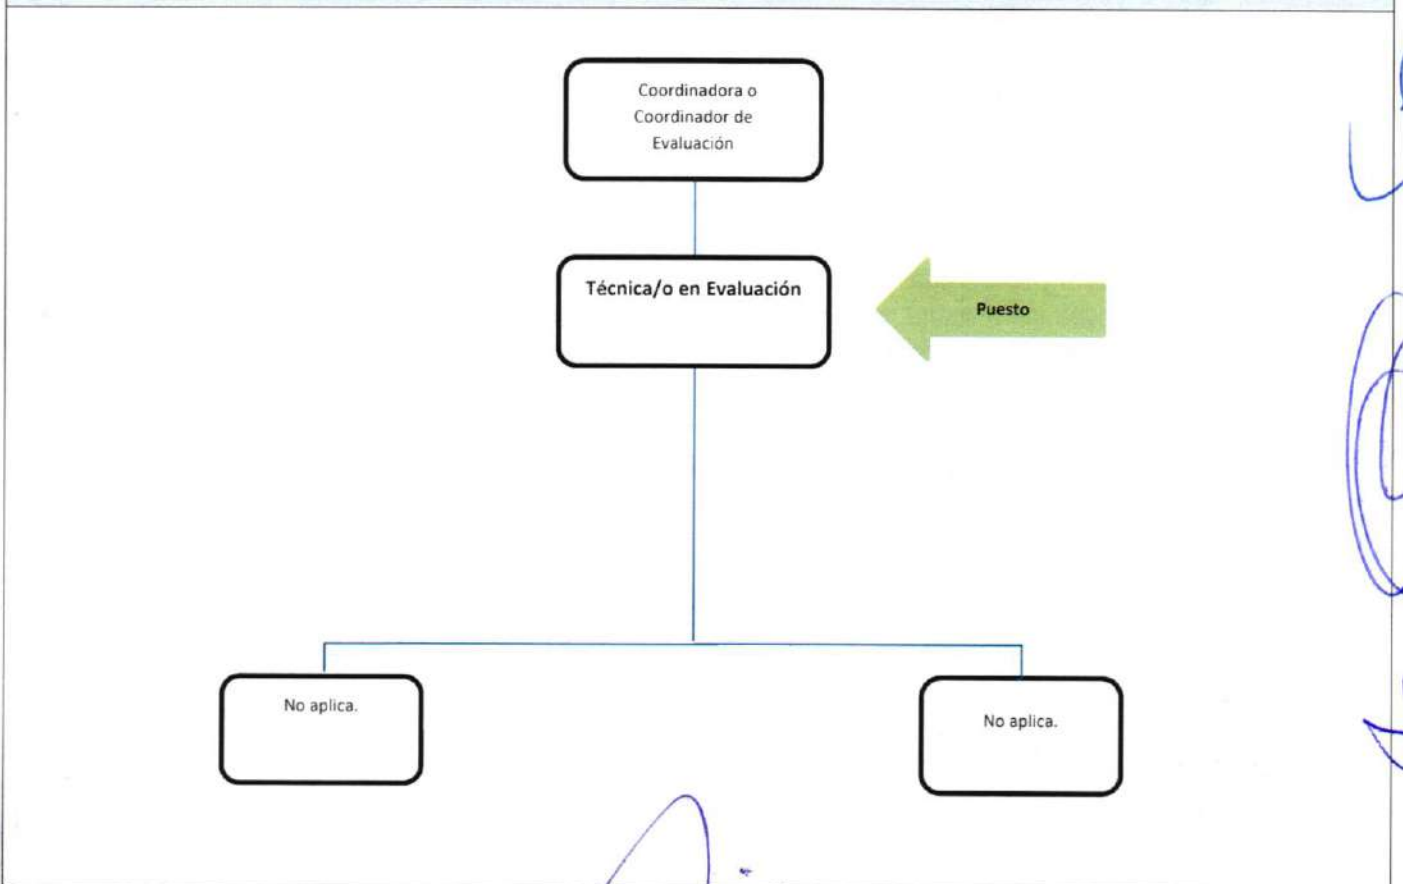 Coordinadora o
Coordinador de
Evaluación
Técnica/o en Evaluación
Puesto
No aplica.
No aplica.